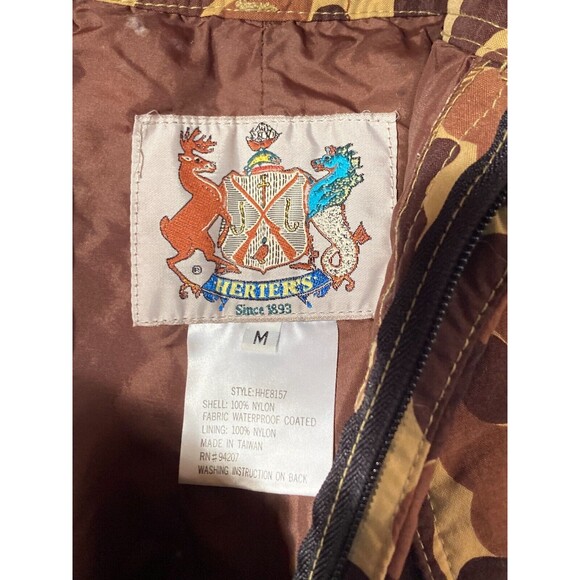 HERTER'S
Since 1893
M
STYLE:HHE8157
SHELL: 100% NYLON
FABRIC WATERPROOF COATED
LINING: 100% NYLON
MADE IN TAIWAN
RN# 94207
WASHING INSTRUCTION ON BACK